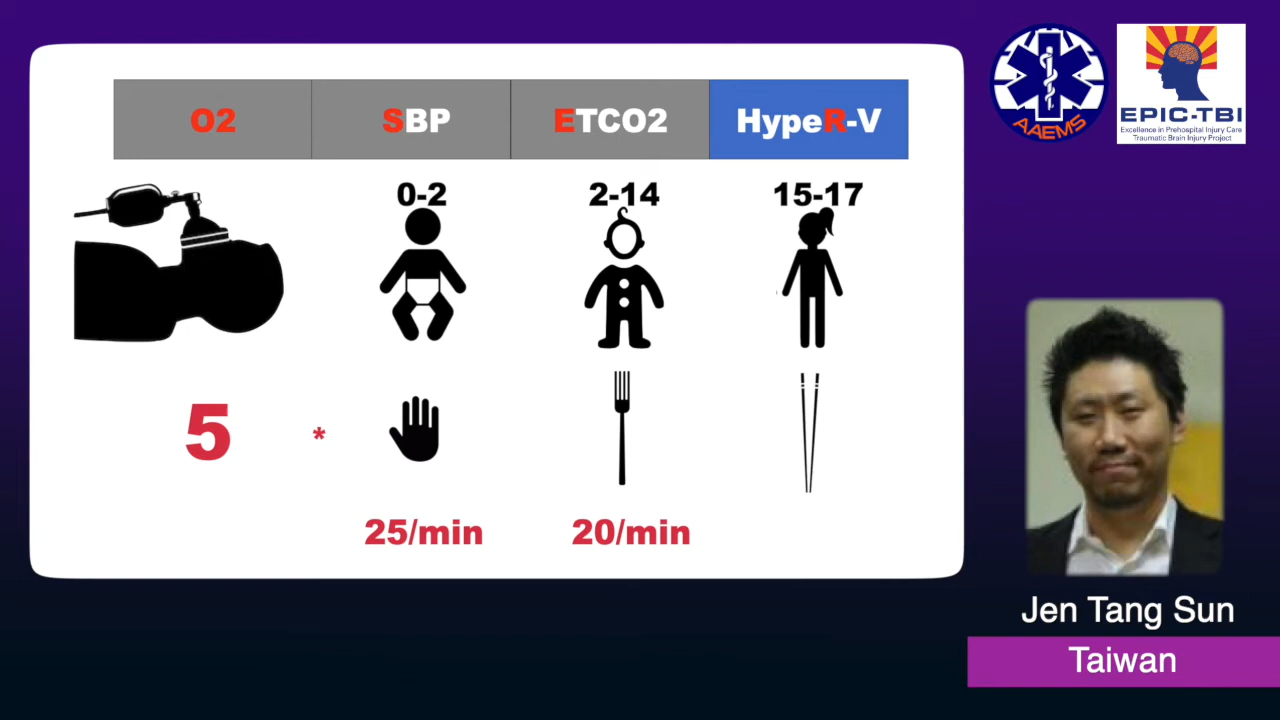 O2
SBP
ETCO2
HypeR-V
0-2
2-14
15-17
5
*
25/min
20/min
AAEMS
EPIC-TBI
Excellence in Prehospital Injury Care
Traumatic Brain Injury Project
Jen Tang Sun
Taiwan